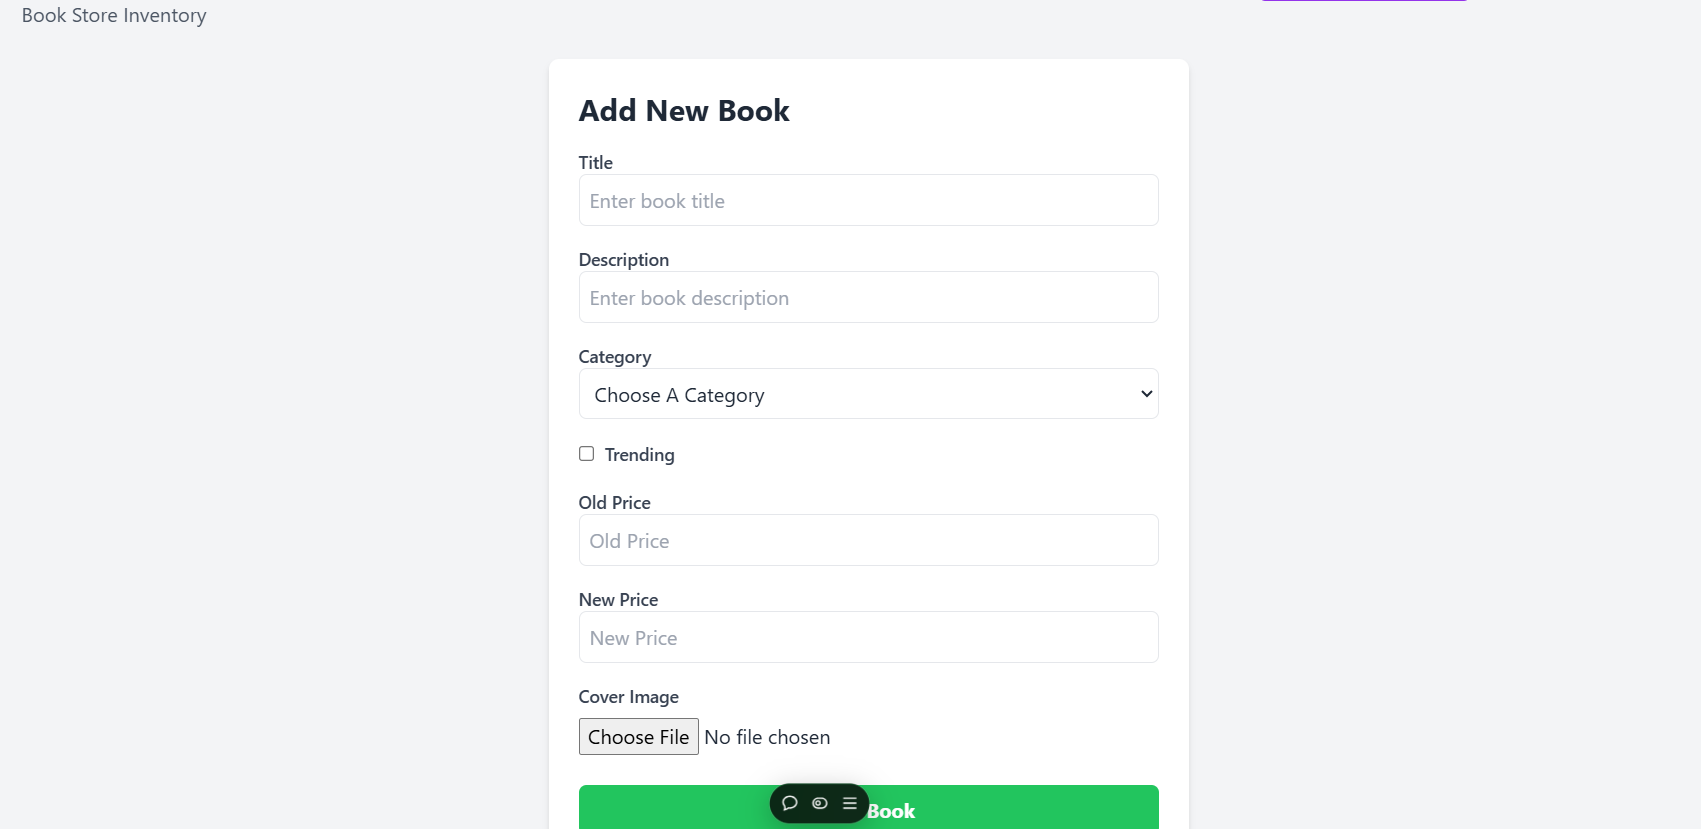 Book Store Inventory
Add New Book
Title
Enter book title
Description
Enter book description
Category
Choose A Category
Trending
Old Price
Old Price
New Price
New Price
Cover Image
Choose File No file chosen
Book